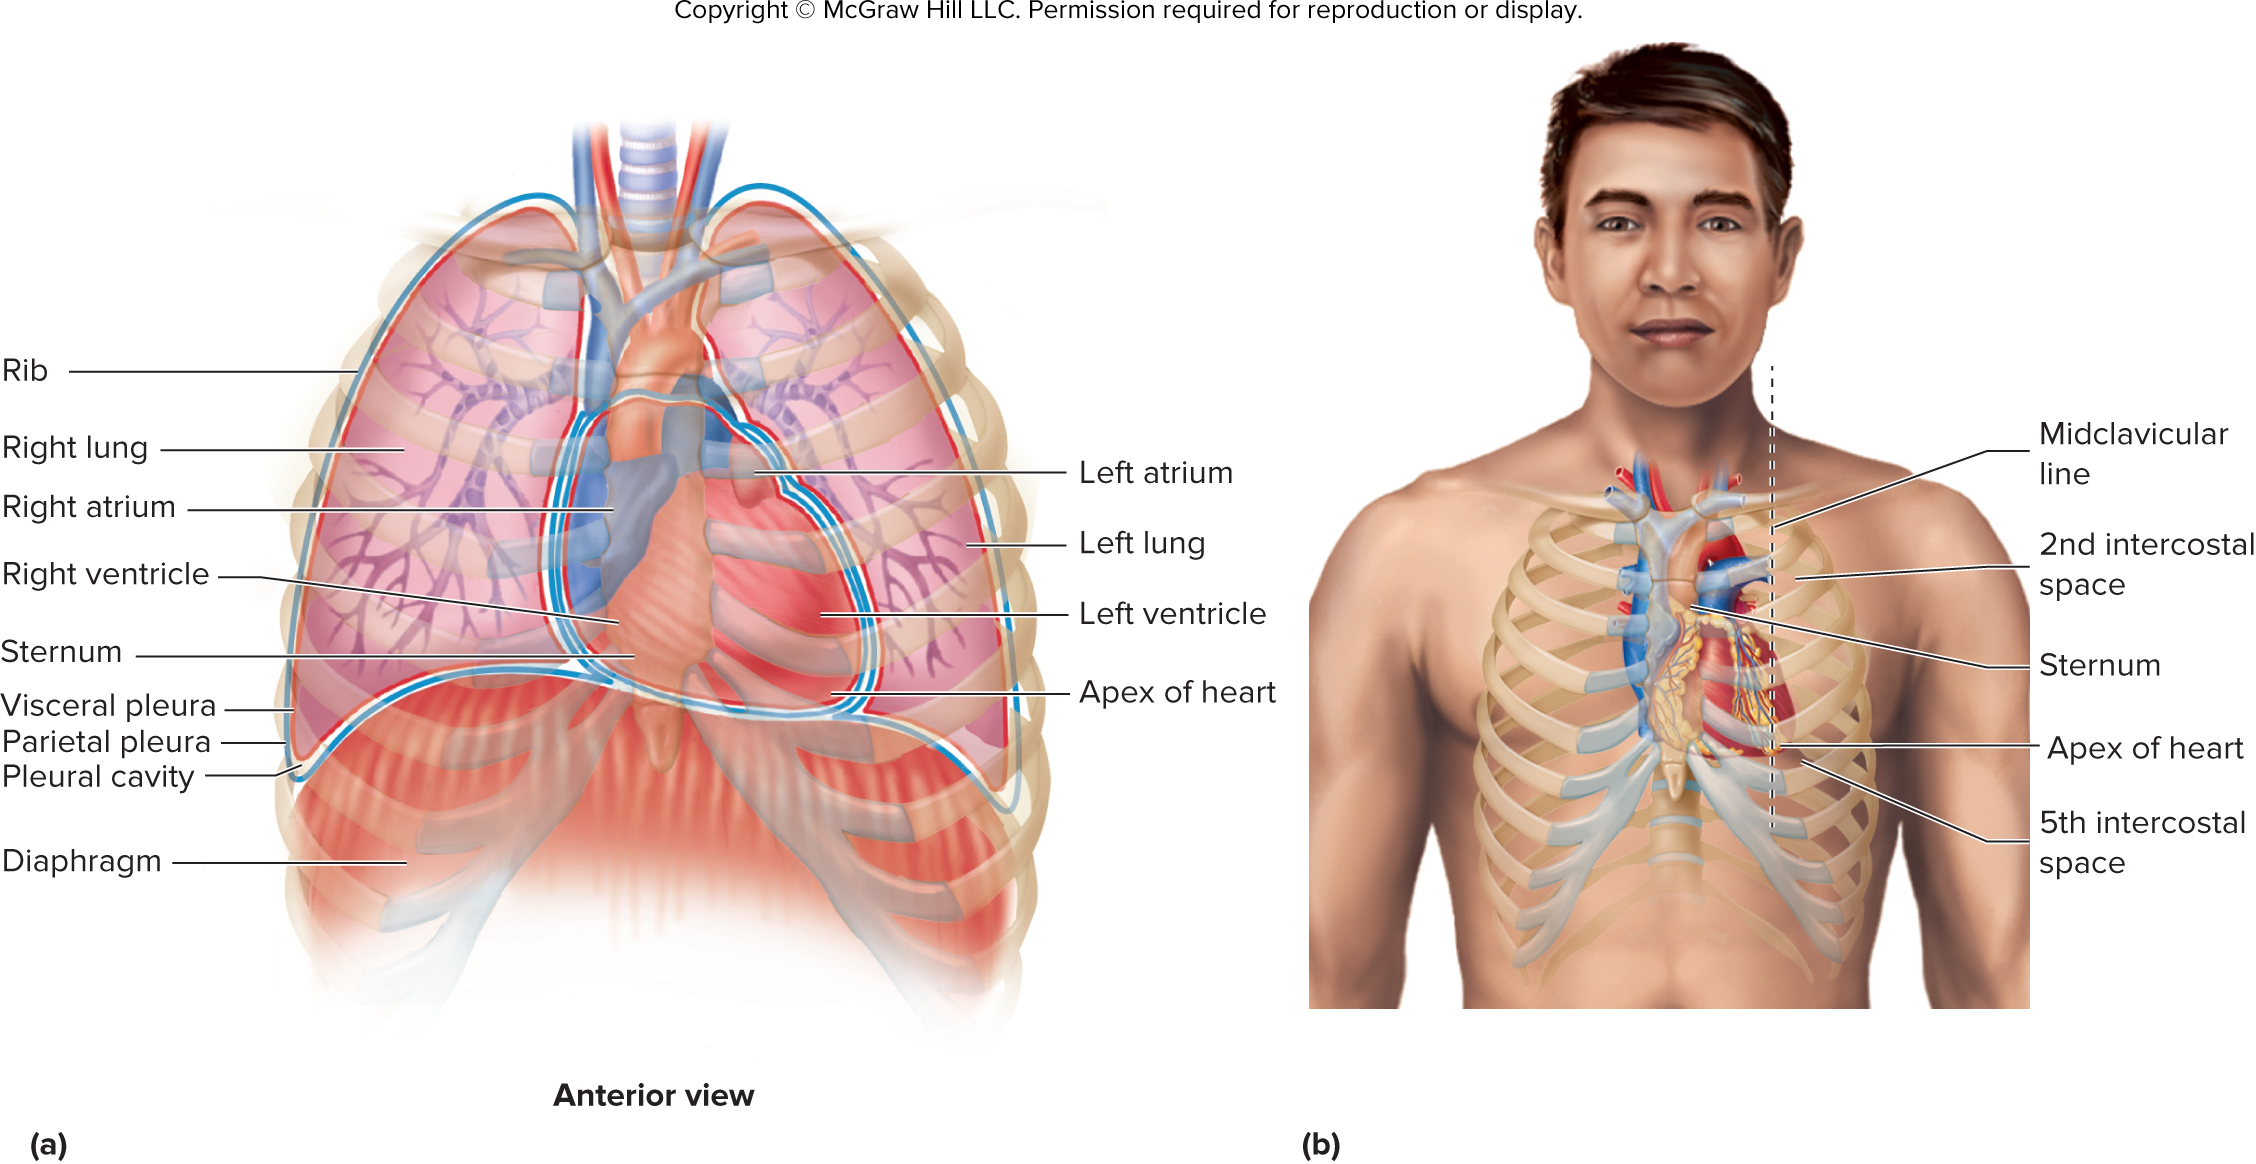 Copyright © McGraw Hill LLC. Permission required for reproduction or display.
Rib
Right lung
Right atrium
Right ventricle
Sternum
Visceral pleura
Parietal pleura
Pleural cavity
Diaphragm
Left atrium
Left lung
Left ventricle
Apex of heart
Anterior view
(a)
Midclavicular
line
2nd intercostal
space
Sternum
Apex of heart
5th intercostal
space
(b)